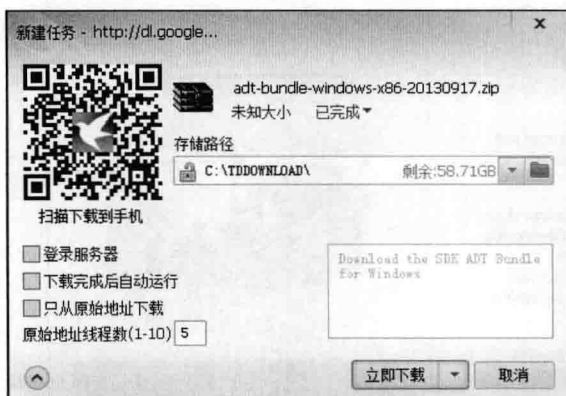 新建任务 - http://dl.google...
x
adt-bundle-windows-x86-20130917.zip
未知大小 已完成
存储路径
C:\TDDOWNLOAD\ 剩余:58.71GB
扫描下载到手机
登录服务器
下载完成后自动运行
只从原始地址下载
原始地址线程数(1-10) 5
Download the SDK ADT Bundle
for Windows
立即下载 取消